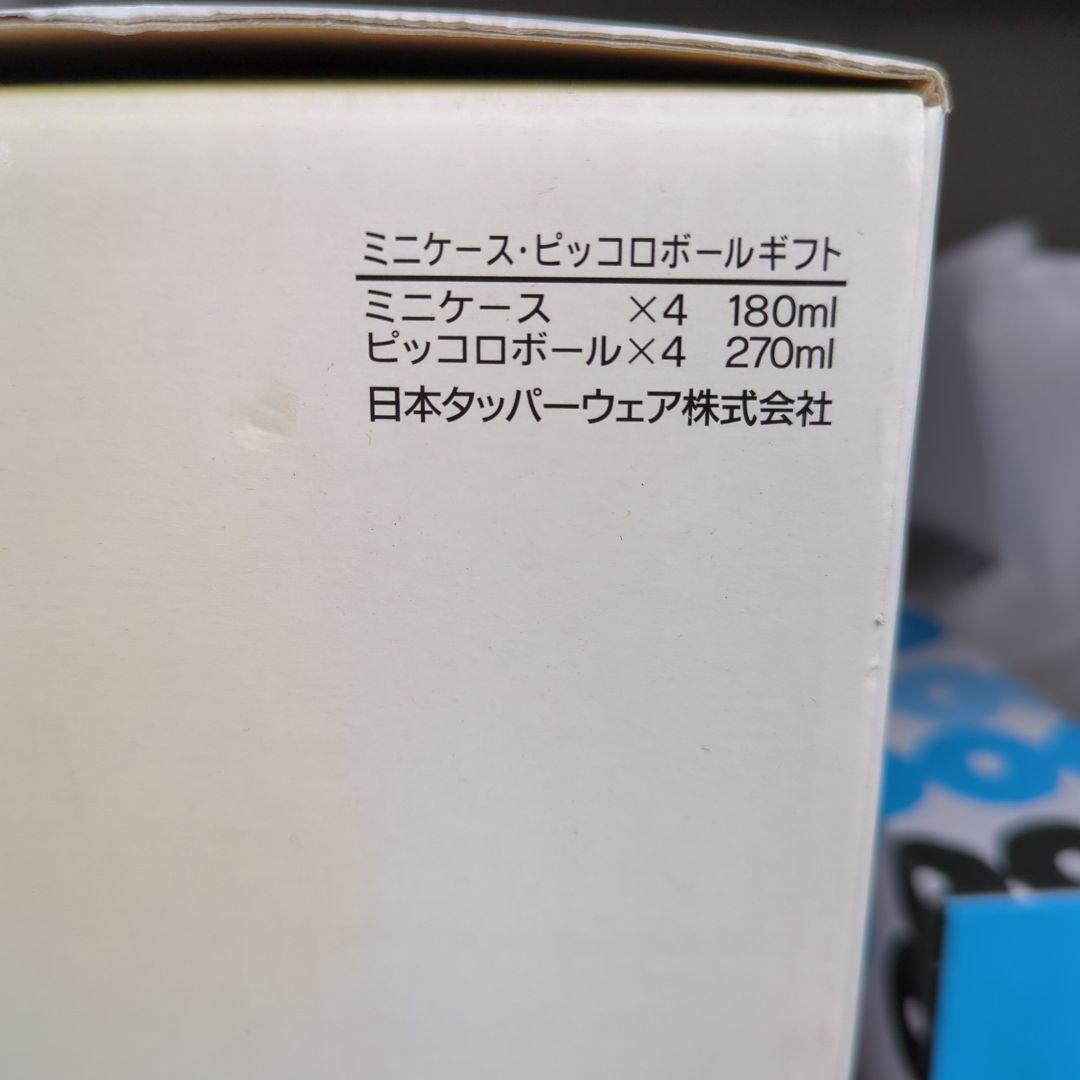 ミニケース・ピッコロボールギフト
ミニケース ×4 180ml
ピッコロボール×4 270ml
日本タッパーウェア株式会社